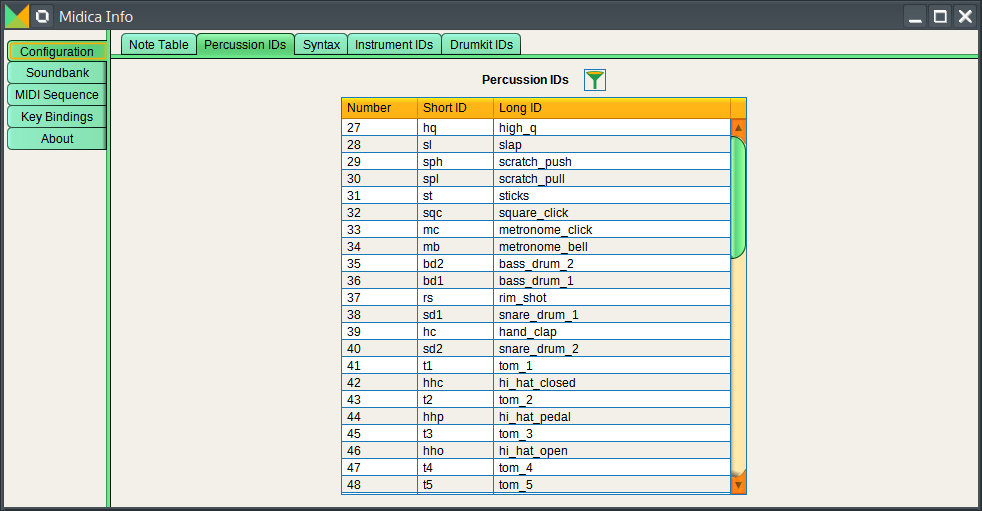 Midica Info
Configuration
Soundbank
MIDI Sequence
Key Bindings
About
Note Table Percussion IDs Syntax Instrument IDs Drumkit IDs
Percussion IDs
Number Short ID Long ID
27 hq high_q
28 sl slap
29 sph scratch_push
30 spl scratch_pull
31 st sticks
32 sqc square_click
33 mc metronome_click
34 mb metronome_bell
35 bd2 bass_drum_2
36 bd1 bass_drum_1
37 rs rim_shot
38 sd1 snare_drum_1
39 hc hand_clap
40 sd2 snare_drum_2
41 t1 tom_1
42 hhc hi_hat_closed
43 t2 tom_2
44 hhp hi_hat_pedal
45 t3 tom_3
46 hho hi_hat_open
47 t4 tom_4
48 t5 tom_5